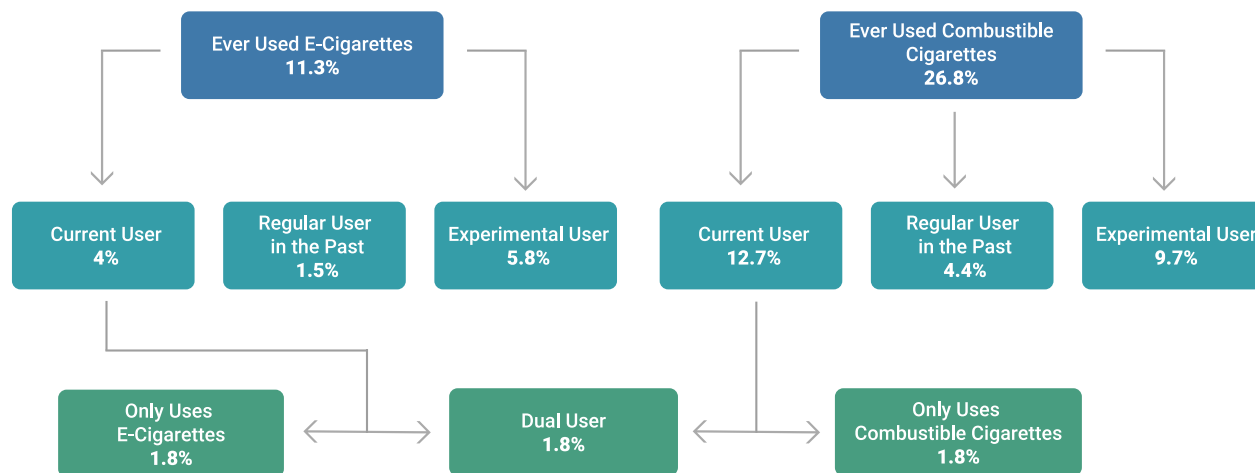 Ever Used E-Cigarettes
11.3%
Ever Used Combustible
Cigarettes
26.8%
Current User
4%
Regular User
in the Past
1.5%
Experimental User
5.8%
Current User
12.7%
Regular User
in the Past
4.4%
Experimental User
9.7%
Only Uses
E-Cigarettes
1.8%
Dual User
1.8%
Only Uses
Combustible Cigarettes
1.8%